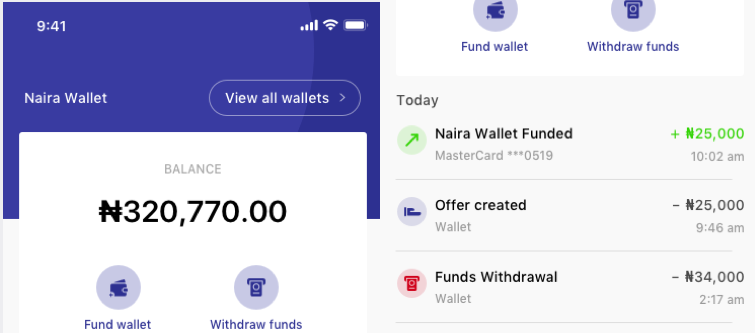 9:41
Naira Wallet
View all wallets >
BALANCE
₦320,770.00
Fund wallet
Withdraw funds
Fund wallet
Withdraw funds
Today
Naira Wallet Funded
+ ₦25,000
MasterCard ***0519
10:02 am
Offer created
- ₦25,000
Wallet
9:46 am
Funds Withdrawal
- ₦34,000
Wallet
2:17 am